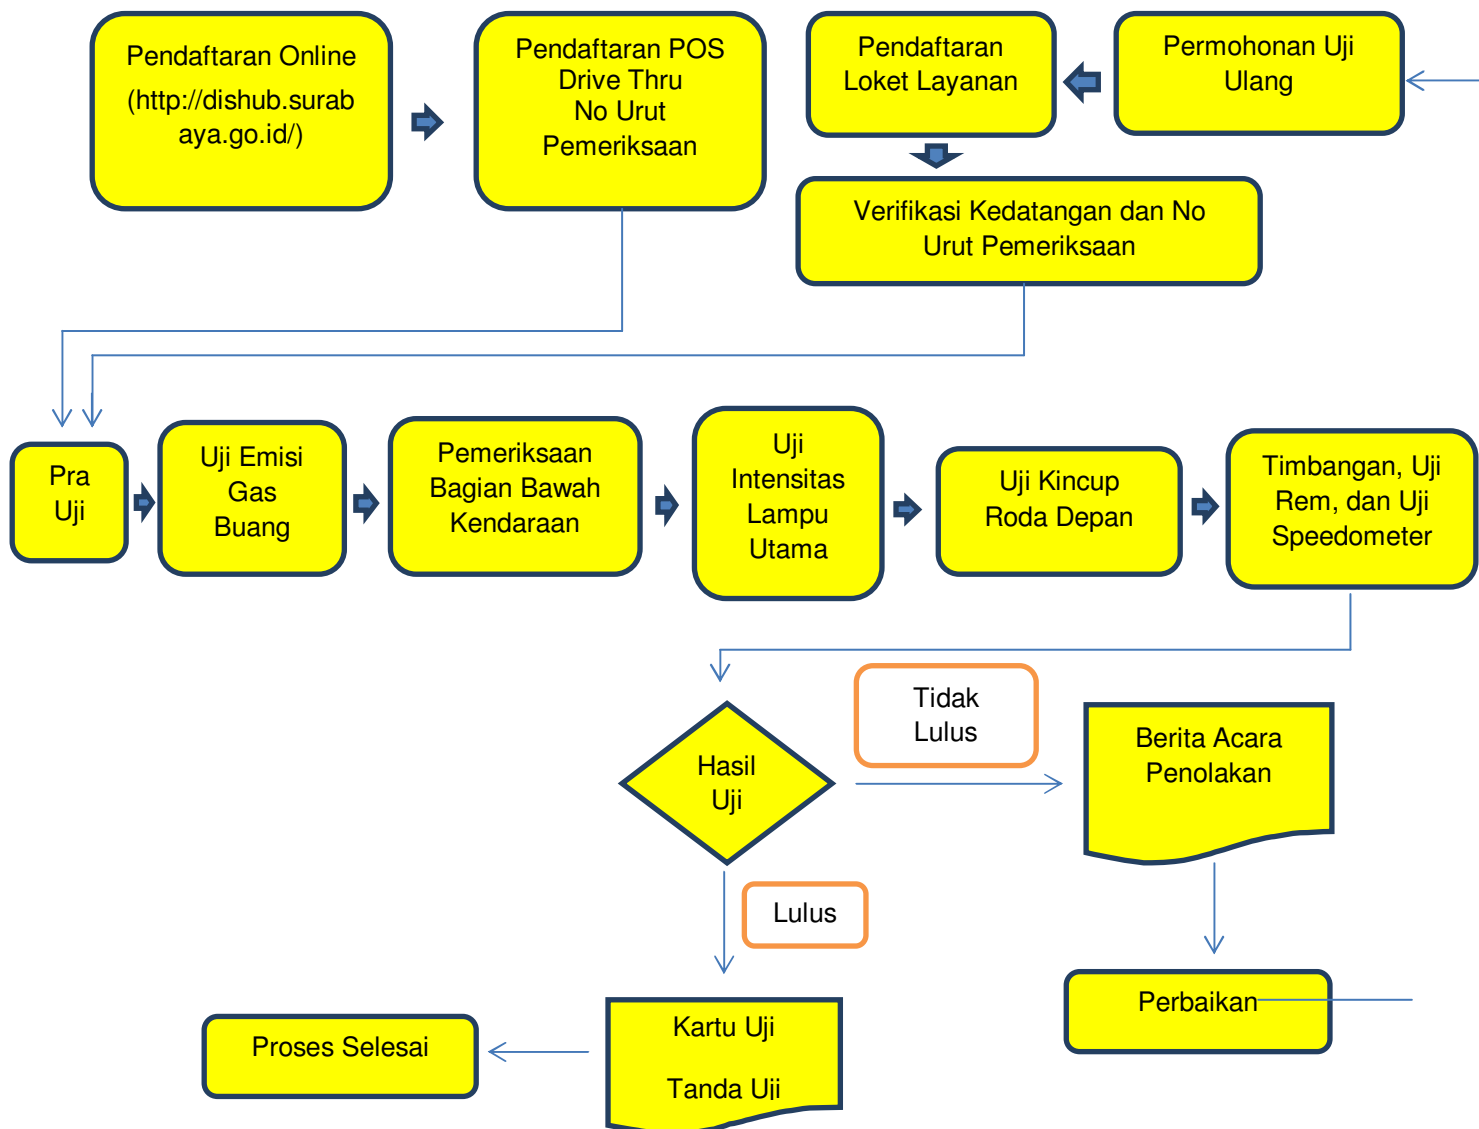 Pendaftaran Online
(http://dishub.surab
aya.go.id/)
Pendaftaran POS
Drive Thru
No Urut
Pemeriksaan
Pendaftaran
Loket Layanan
Permohonan Uji
Ulang
Verifikasi Kedatangan dan No
Urut Pemeriksaan
Pra
Uji
Uji Emisi
Gas
Buang
Pemeriksaan
Bagian Bawah
Kendaraan
Uji
Intensitas
Lampu
Utama
Uji Kincup
Roda Depan
Timbangan, Uji
Rem, dan Uji
Speedometer
Hasil
Uji
Tidak
Lulus
Berita Acara
Penolakan
Lulus
Perbaikan
Kartu Uji
Tanda Uji
Proses Selesai